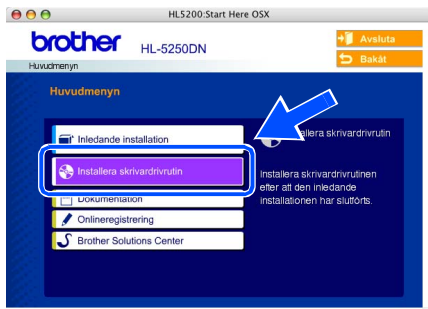 HL5200:Start Here OSX
brother
HL-5250DN
Avsluta
Bakåt
Huvudmenyn
Huvudmenyn
Inledande installation
Installera skrivardrivrutin
Dokumentation
Onlineregistrering
Brother Solutions Center
skrivardrivrutin
Installera skrivardrivrutinen
efter att den inledande
installationen har slutförts.